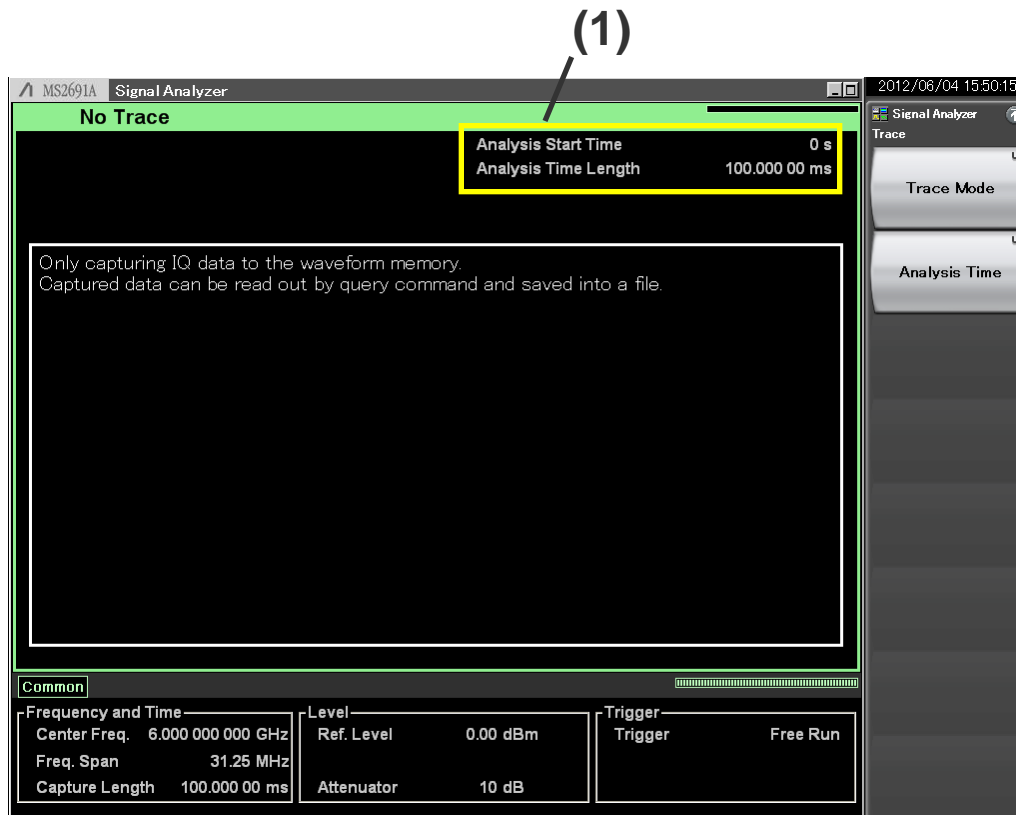 (1)
MS2691A Signal Analyzer
2012/06/04 15:50:15
No Trace
Signal Analyzer
Trace
Analysis Start Time 0 s
Analysis Time Length 100.000 00 ms
Trace Mode
Analysis Time
Only capturing IQ data to the waveform memory.
Captured data can be read out by query command and saved into a file.
Common
Frequency and Time
Center Freq. 6.000 000 000 GHz
Freq. Span 31.25 MHz
Capture Length 100.000 00 ms
Level
Ref. Level 0.00 dBm
Attenuator 10 dB
Trigger
Trigger Free Run